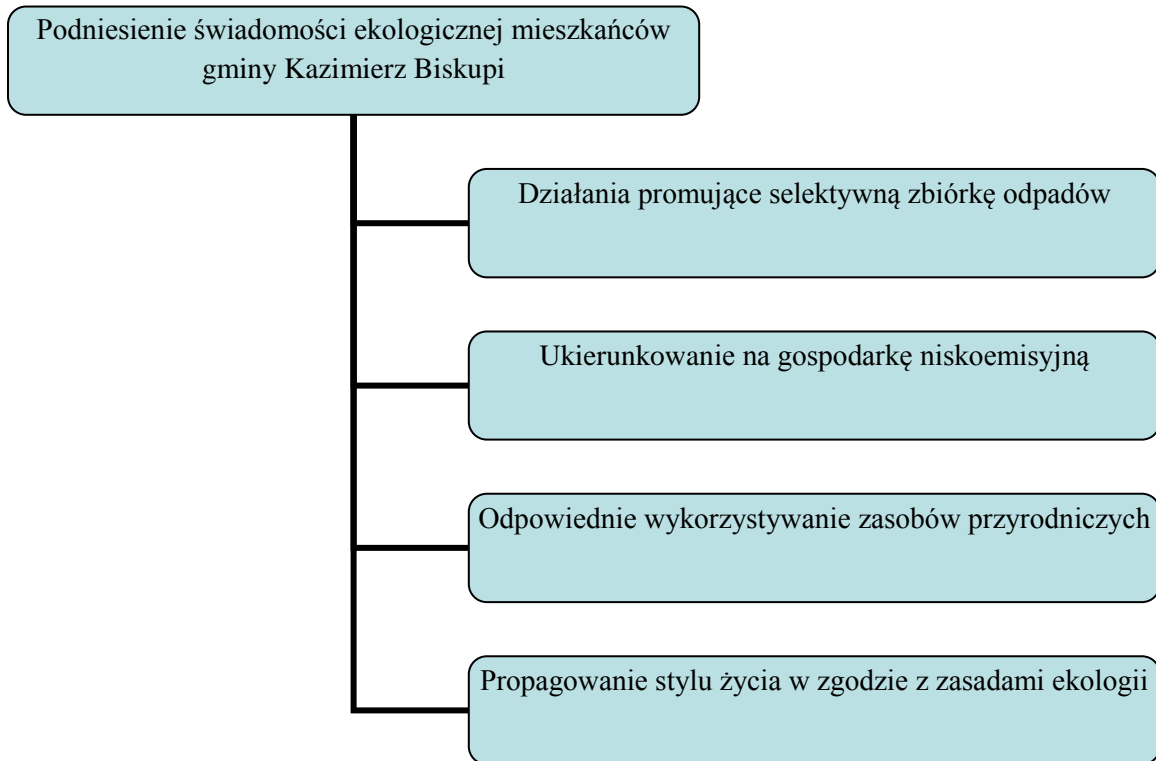 Podniesienie świadomości ekologicznej mieszkańców
gminy Kazimierz Biskupi
Działania promujące selektywną zbiórkę odpadów
Ukierunkowanie na gospodarkę niskoemisyjną
Odpowiednie wykorzystywanie zasobów przyrodniczych
Propagowanie stylu życia w zgodzie z zasadami ekologii